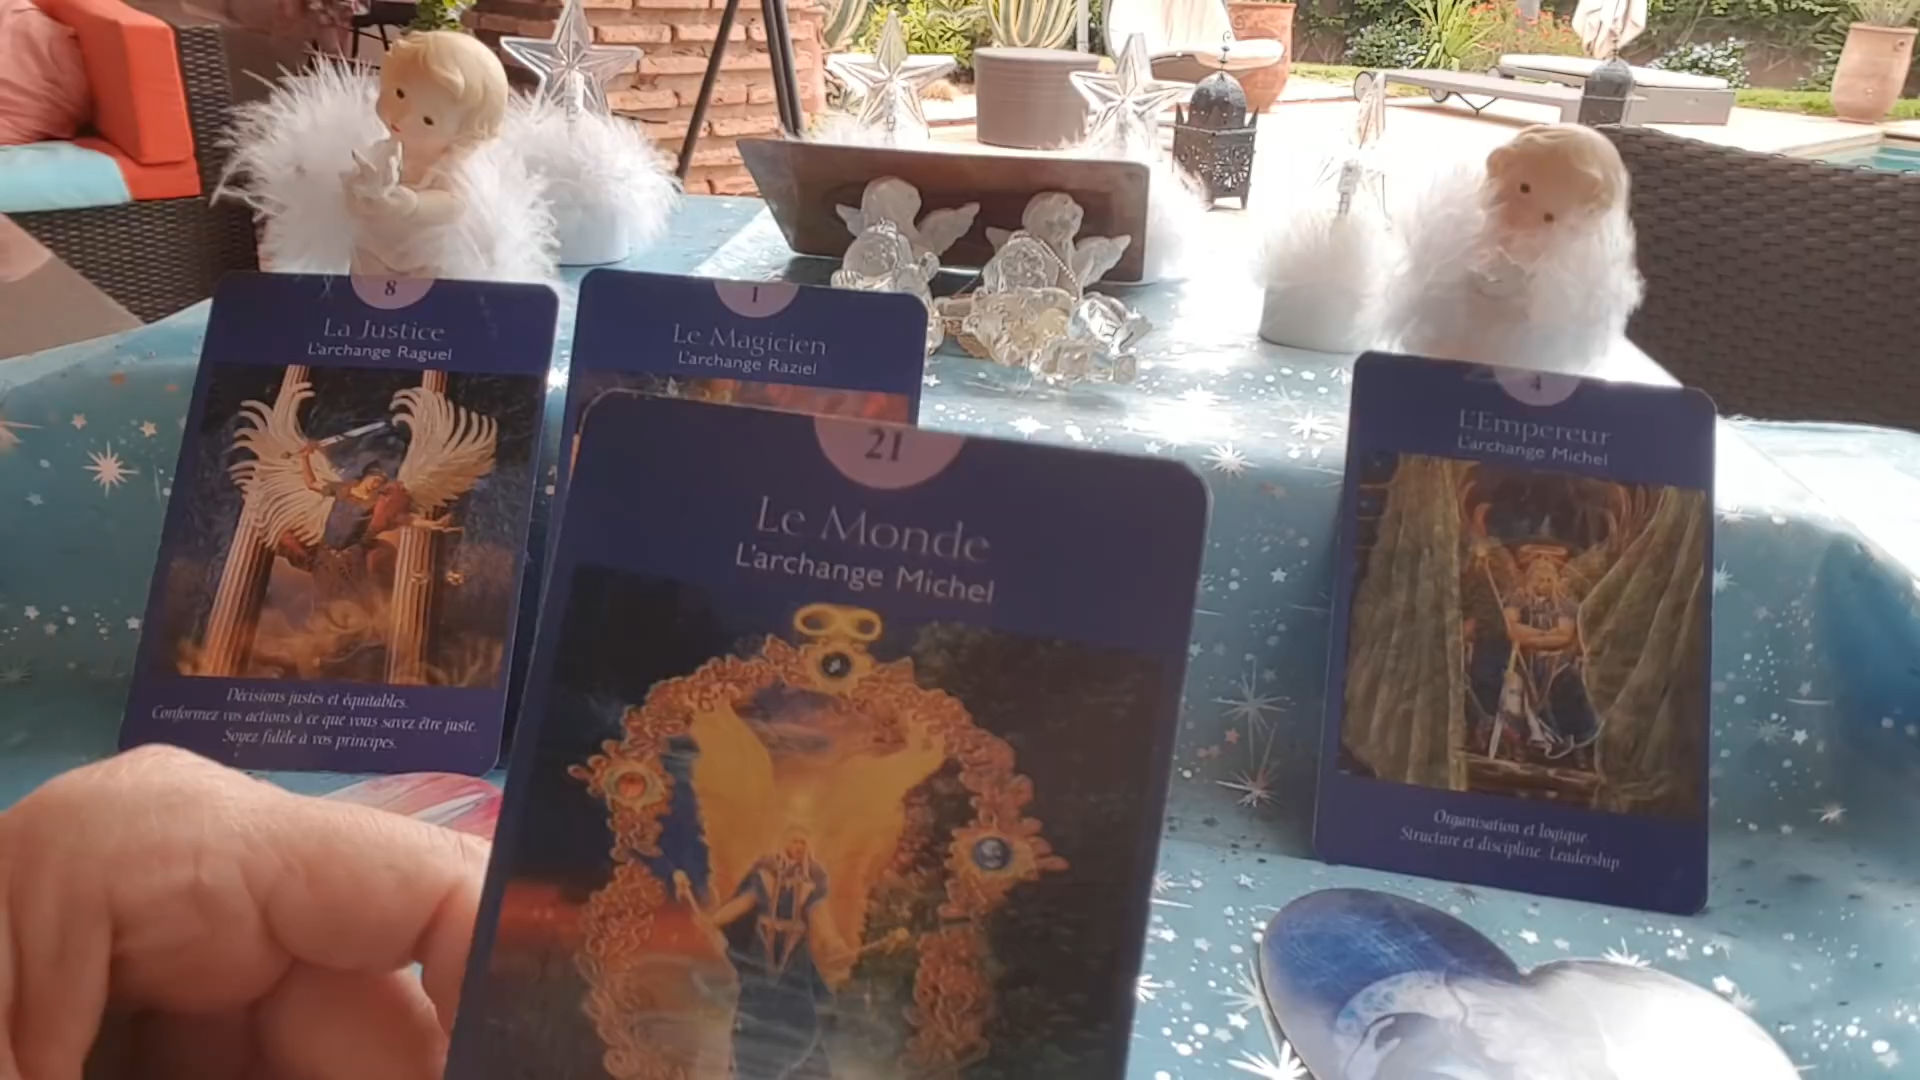 8
La Justice
L'archange Raguel
Décisions justes et équitables.
Conformez vos actions à ce que vous savez être juste.
Soyez fidèle à vos principes.
1
Le Magicien
L'archange Raziel
21
Le Monde
L'archange Michel
4
L'Empereur
L'archange Michel
Organisation et logique.
Structure et discipline. Leadership.